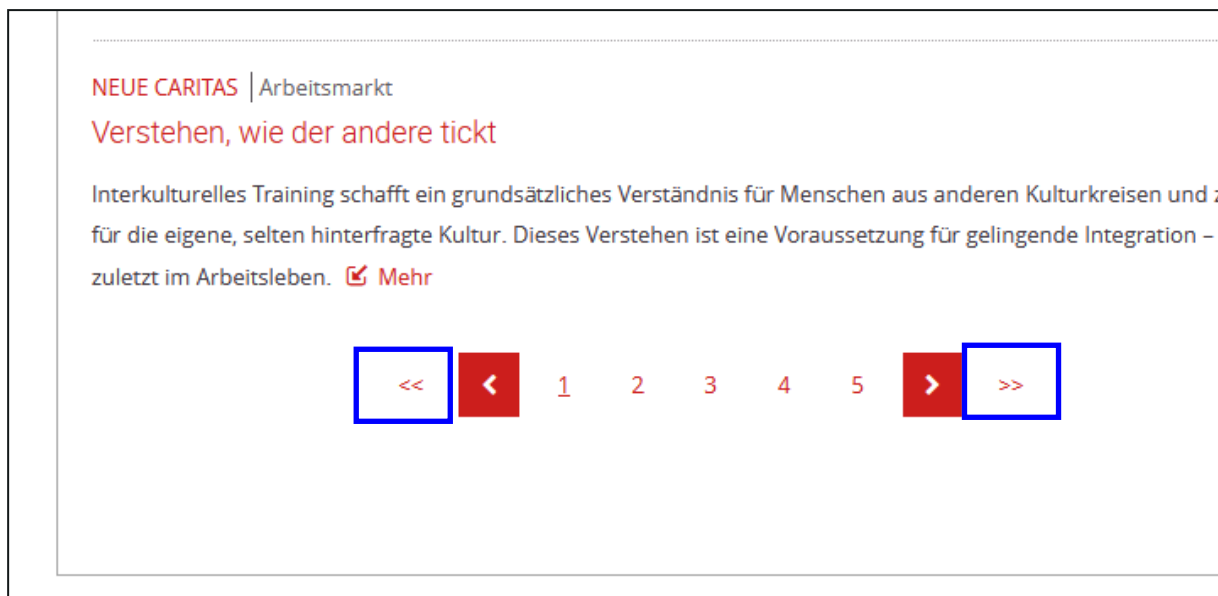 NEUE CARITAS | Arbeitsmarkt
Verstehen, wie der andere tickt
Interkulturelles Training schafft ein grundsätzliches Verständnis für Menschen aus anderen Kulturkreisen und
für die eigene, selten hinterfragte Kultur. Dieses Verstehen ist eine Voraussetzung für gelingende Integration –
zuletzt im Arbeitsleben. Mehr
<< < 1 2 3 4 5 > >>